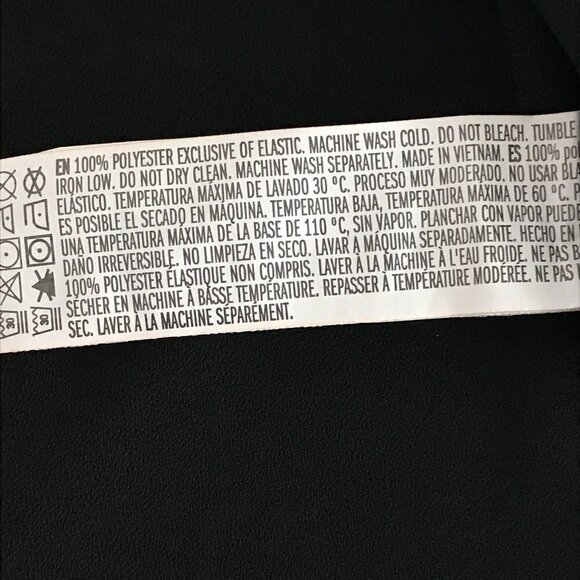 EN 100% POLYESTER EXCLUSIVE OF ELASTIC. MACHINE WASH COLD. DO NOT BLEACH. TUMBLE
IRON LOW. DO NOT DRY CLEAN. MACHINE WASH SEPARATELY. MADE IN VIETNAM. ES 100% pol
ELÁSTICO. TEMPERATURA MÁXIMA DE LAVADO 30 ºC. PROCESO MUY MODERADO. NO USAR BLA
ES POSIBLE EL SECADO EN MÁQUINA. TEMPERATURA BAJA, TEMPERATURA MÁXIMA DE 60 ºC. P
UNA TEMPERATURA MÁXIMA DE LA BASE DE 110 ºC, SIN VAPOR. PLANCHAR CON VAPOR PUEDE
DAÑO IRREVERSIBLE. NO LIMPIEZA EN SECO. LAVAR A MÁQUINA SEPARADAMENTE. HECHO EN
100% POLYESTER ÉLASTIQUE NON COMPRIS. LAVER À LA MACHINE À L'EAU FROIDE. NE PAS B
SÉCHER EN MACHINE À BASSE TEMPÉRATURE. REPASSER À TEMPÉRATURE MODÉRÉE. NE PAS
SEC. LAVER À LA MACHINE SÉPARÉMENT.